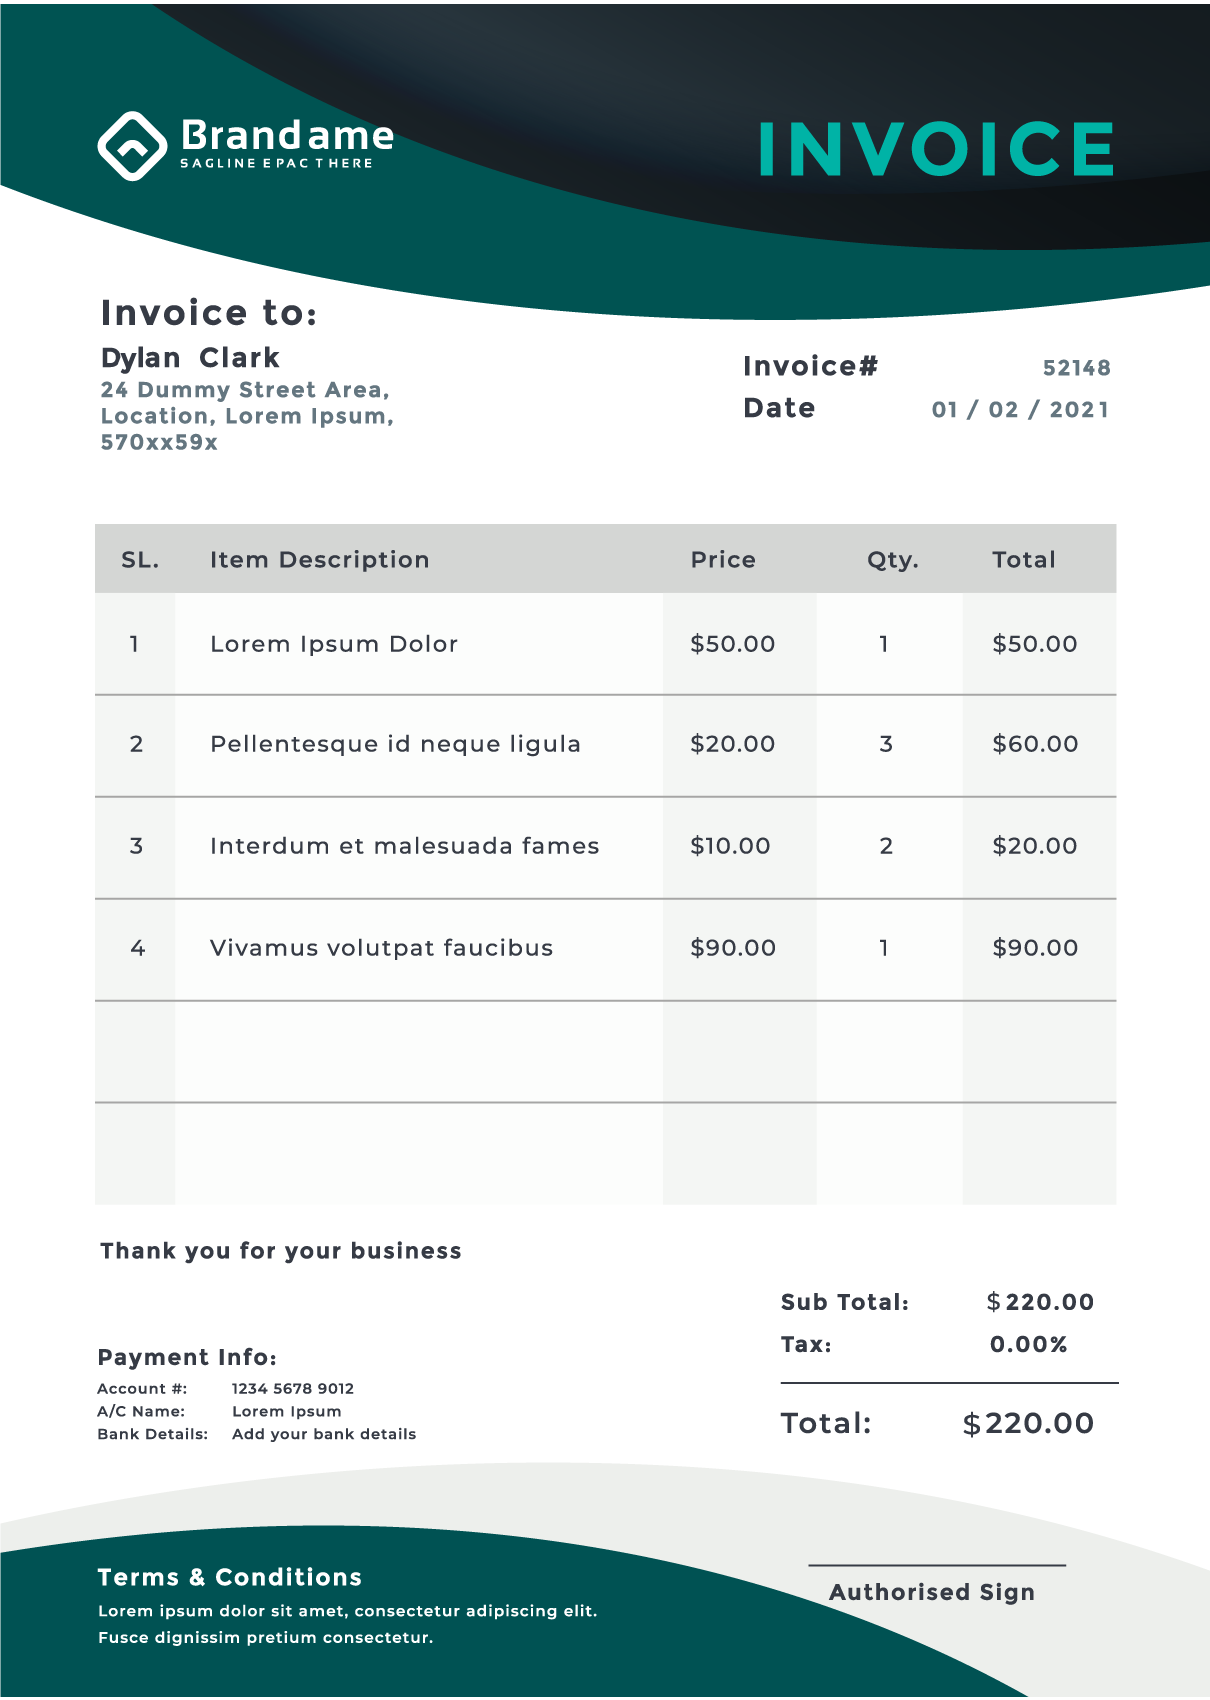 Brandame
SAGLINE EPAC THERE
INVOICE
Invoice to:
Dylan Clark
24 Dummy Street Area,
Location, Lorem Ipsum,
570xx59x
Invoice# 52148
Date 01 / 02 / 2021
SL. Item Description Price Qty. Total
1 Lorem Ipsum Dolor $50.00 1 $50.00
2 Pellentesque id neque ligula $20.00 3 $60.00
3 Interdum et malesuada fames $10.00 2 $20.00
4 Vivamus volutpat faucibus $90.00 1 $90.00
Thank you for your business
Sub Total: $220.00
Tax: 0.00%
Total: $220.00
Payment Info:
Account #: 1234 5678 9012
A/C Name: Lorem Ipsum
Bank Details: Add your bank details
Terms & Conditions
Lorem ipsum dolor sit amet, consectetur adipiscing elit.
Fusce dignissim pretium consectetur.
Authorised Sign